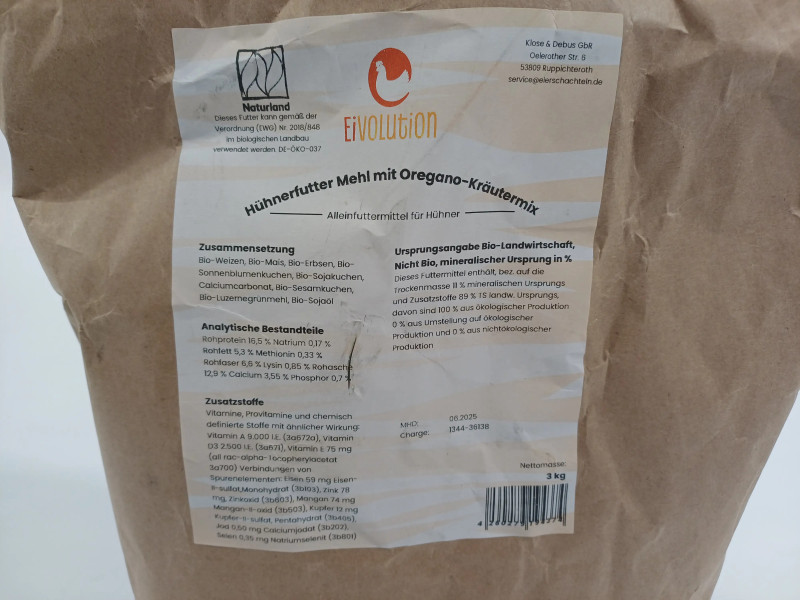 Naturland
Dieses Futter kann gemäß der
Verordnung (EWG) Nr. 2018/848
im biologischen Landbau
verwendet werden. DE-ÖKO-037
EiVOLUTION
Klose & Debus GbR
Oelerather Str. 6
53809 Ruppichteroth
service@eierschachteln.de
Hühnerfutter Mehl mit Oregano-Kräutermix
Alleinfuttermittel für Hühner
Zusammensetzung
Bio-Weizen, Bio-Mais, Bio-Erbsen, Bio-
Sonnenblumenkuchen, Bio-Sojakuchen,
Calciumcarbonat, Bio-Sesamkuchen,
Bio-Luzernegrünmehl, Bio-Sojaöl
Analytische Bestandteile
Rohprotein 16,5 % Natrium 0,17 %
Rohfett 5,3 % Methionin 0,33 %
Rohfaser 6,6 % Lysin 0,85 % Rohasche
12,9 % Calcium 3,55 % Phosphor 0,7 %
Zusatzstoffe
Vitamine, Provitamine und chemisch
definierte Stoffe mit ähnlicher Wirkung:
Vitamin A 9.000 I.E. (3a672a), Vitamin
D3 2.500 I.E. (3a671), Vitamin E 75 mg
(all rac-alpha-Tocopherylacetat
3a700) Verbindungen von
Spurenelementen: Eisen 59 mg Eisen-
II-sulfat,Monohydrat (3b103), Zink 79
mg, Zinkoxid (3b603), Mangan 74 mg
Mangan-II-oxid (3b503), Kupfer 12 mg
Kupfer-II-sulfat, Pentahydrat (3b405),
Jod 0,50 mg Calciumjodat (3b202),
Selen 0,35 mg Natriumselenit (3b801)
Ursprungsangabe Bio-Landwirtschaft,
Nicht Bio, mineralischer Ursprung in %
Dieses Futtermittel enthält, bez. auf die
Trockenmasse 11 % mineralischen Ursprungs
und Zusatzstoffe 89 % TS landw. Ursprungs,
davon sind 100 % aus ökologischer Produktion
0 % aus Umstellung auf ökologischer
Produktion und 0 % aus nichtökologischer
Produktion
MHD: 06.2025
Charge: 1344-36138
Nettomasse:
3 kg